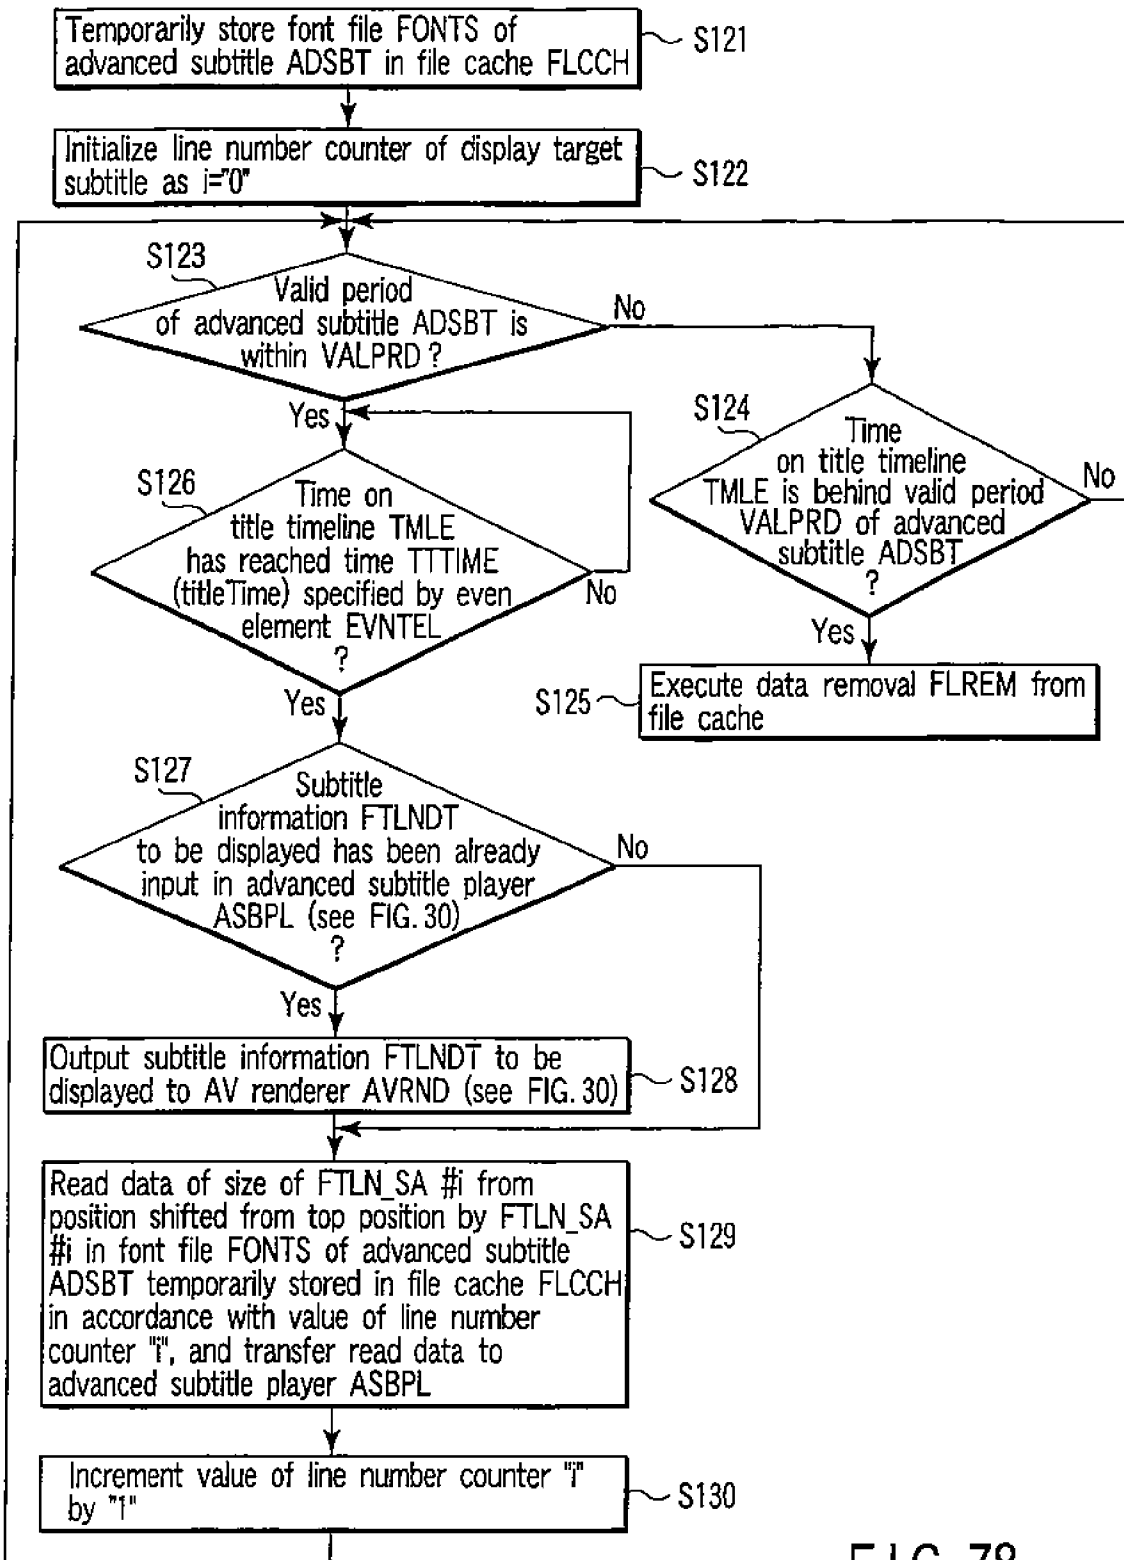 Temporarily store font file FONTS of
advanced subtitle ADSBT in file cache FLCCH
S121
Initialize line number counter of display target
subtitle as i="0"
S122
S123
Valid period
of advanced subtitle ADSBT is
within VALPRD?
No
Yes
S124
Time
on title timeline
TMLE is behind valid period
VALPRD of advanced
subtitle ADSBT
?
No
Yes
S125
Execute data removal FLREM from
file cache
S126
Time on
title timeline TMLE
has reached time TTTIME
(titleTime) specified by even
element EVNTEL
?
No
Yes
S127
Subtitle
information FTLNDT
to be displayed has been already
input in advanced subtitle player
ASBPL (see FIG. 30)
?
No
Yes
Output subtitle information FTLNDT to be
displayed to AV renderer AVRND (see FIG. 30)
S128
Read data of size of FTLN_SA #i from
position shifted from top position by FTLN_SA
#i in font file FONTS of advanced subtitle
ADSBT temporarily stored in file cache FLCCH
in accordance with value of line number
counter "i", and transfer read data to
advanced subtitle player ASBPL
S129
Increment value of line number counter "i"
by "1"
S130
FIG. 78